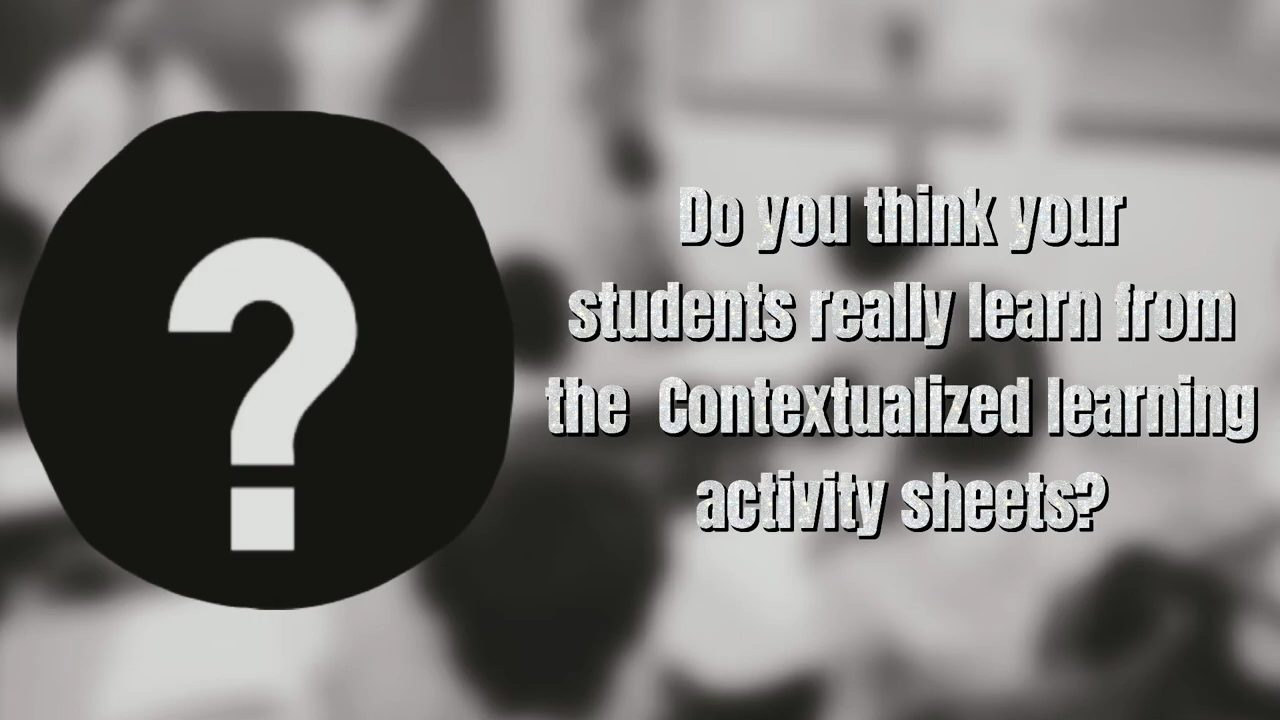 ?
Do you think your
students really learn from
the Contextualized learning
activity sheets?